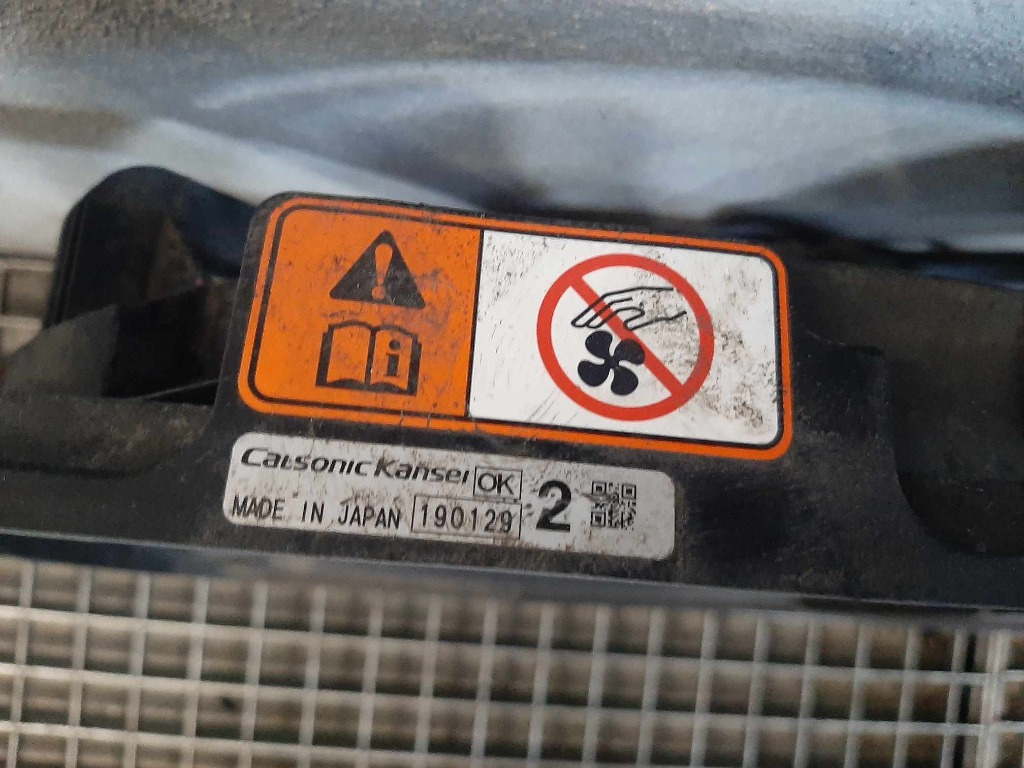 Calsonic Kansei OK 2
MADE IN JAPAN 190129